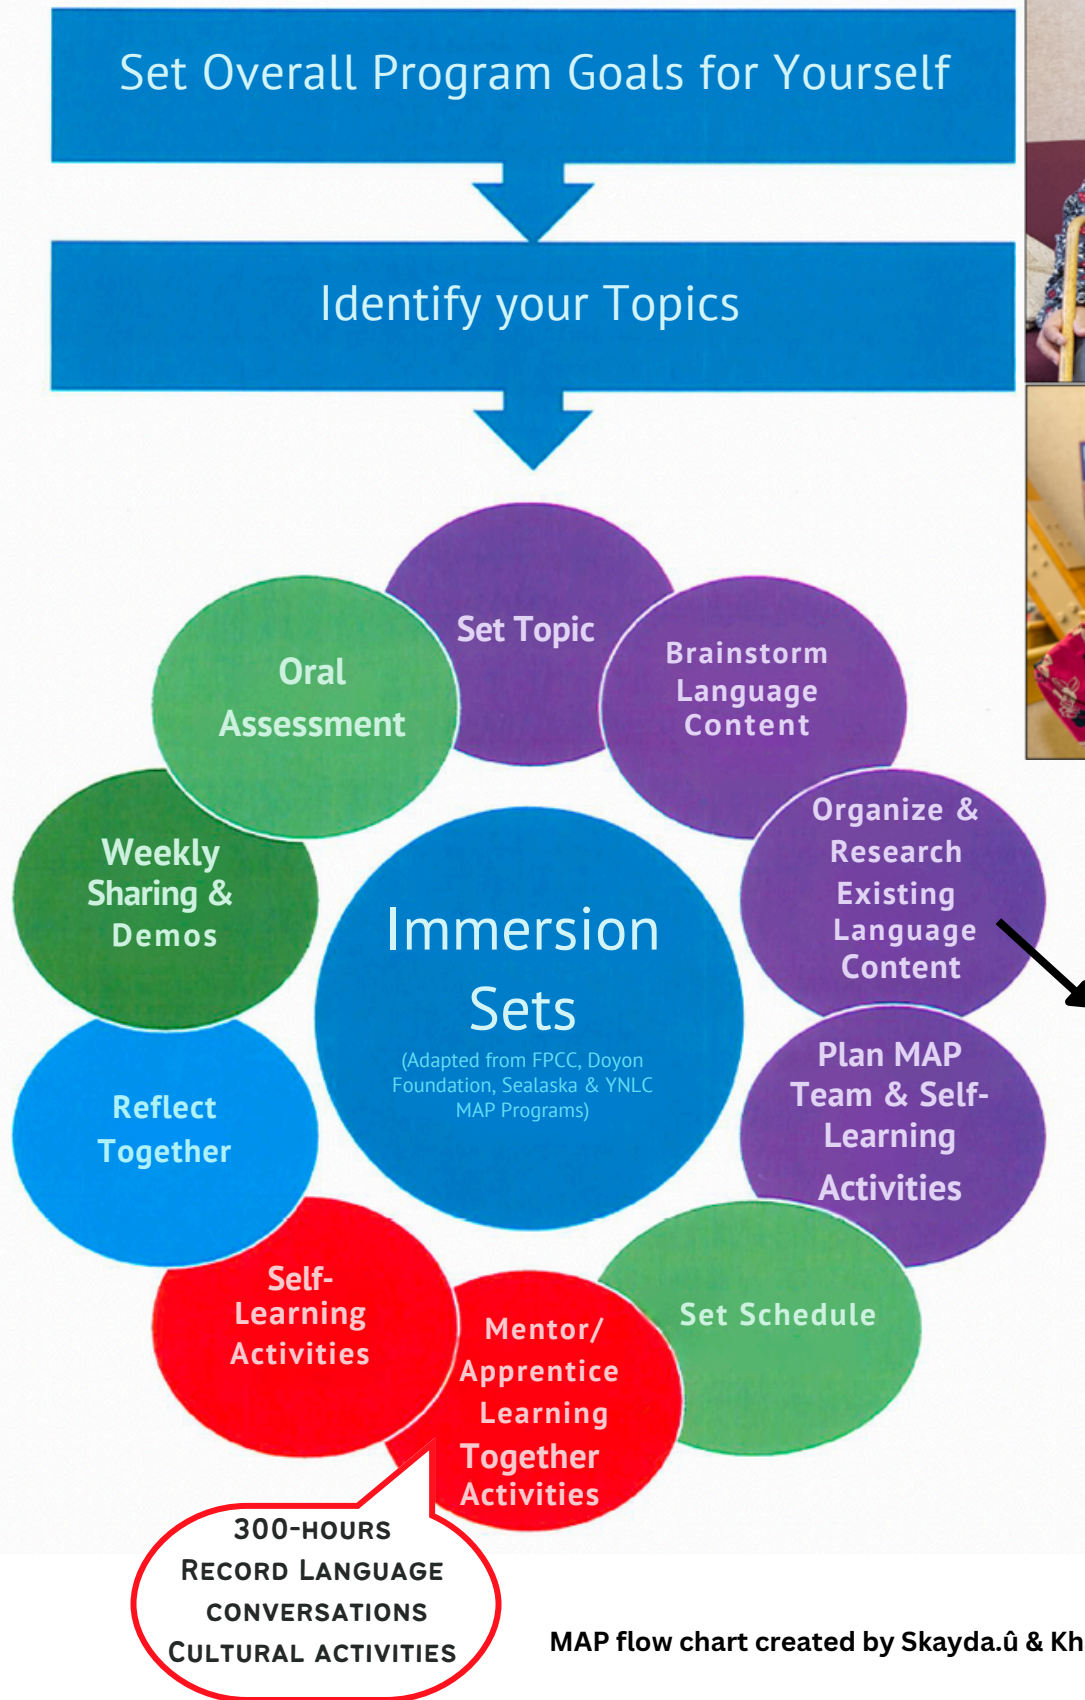 Set Overall Program Goals for Yourself
Identify your Topics
Set Topic
Brainstorm
Language
Content
Organize &
Research
Existing
Language
Content
Plan MAP
Team & Self-
Learning
Activities
Set Schedule
Mentor/
Apprentice
Learning
Together
Activities
Self-
Learning
Activities
Reflect
Together
Weekly
Sharing &
Demos
Oral
Assessment
Immersion
Sets
(Adapted from FPCC, Doyon
Foundation, Sealaska & YNLC
MAP Programs)
300-HOURS
RECORD LANGUAGE
CONVERSATIONS
CULTURAL ACTIVITIES
MAP flow chart created by Skayda.û & Kh